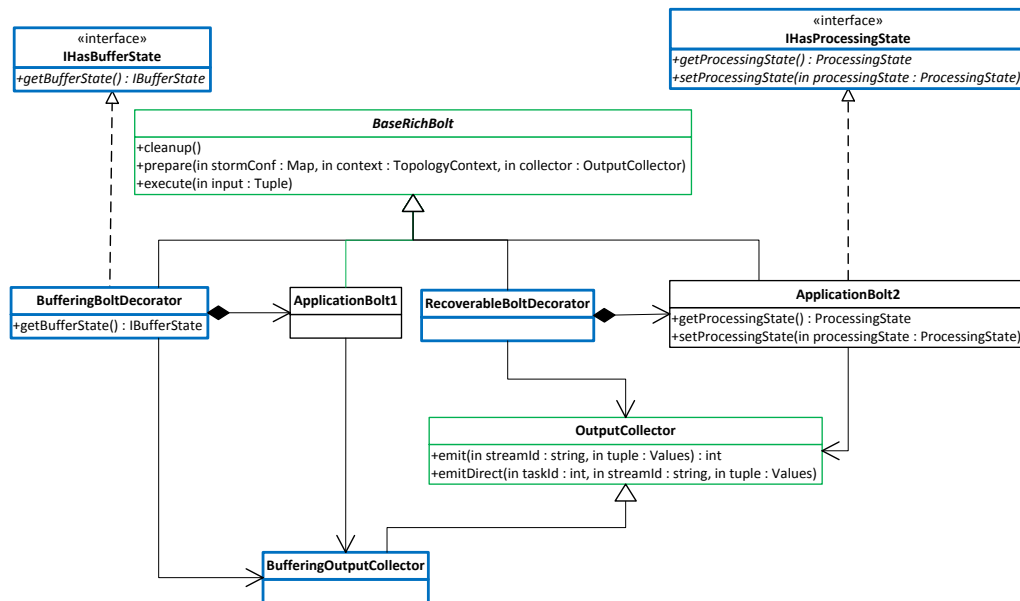 «interface»
IHasBufferState
+getBufferState() : IBufferState
«interface»
IHasProcessingState
+getProcessingState() : ProcessingState
+setProcessingState(in processingState : ProcessingState)
BaseRichBolt
+cleanup()
+prepare(in stormConf : Map, in context : TopologyContext, in collector : OutputCollector)
+execute(in input : Tuple)
BufferingBoltDecorator
+getBufferState() : IBufferState
ApplicationBolt1
RecoverableBoltDecorator
ApplicationBolt2
+getProcessingState() : ProcessingState
+setProcessingState(in processingState : ProcessingState)
OutputCollector
+emit(in streamId : string, in tuple : Values) : int
+emitDirect(in taskId : int, in streamId : string, in tuple : Values)
BufferingOutputCollector